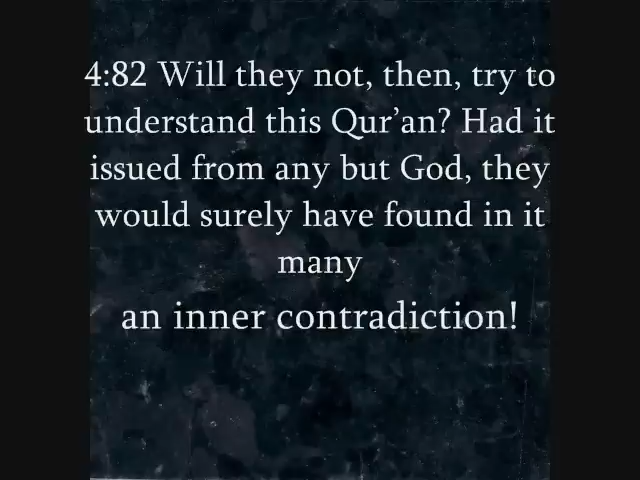 4:82 Will they not, then, try to
understand this Qur’an? Had it
issued from any but God, they
would surely have found in it
many
an inner contradiction!